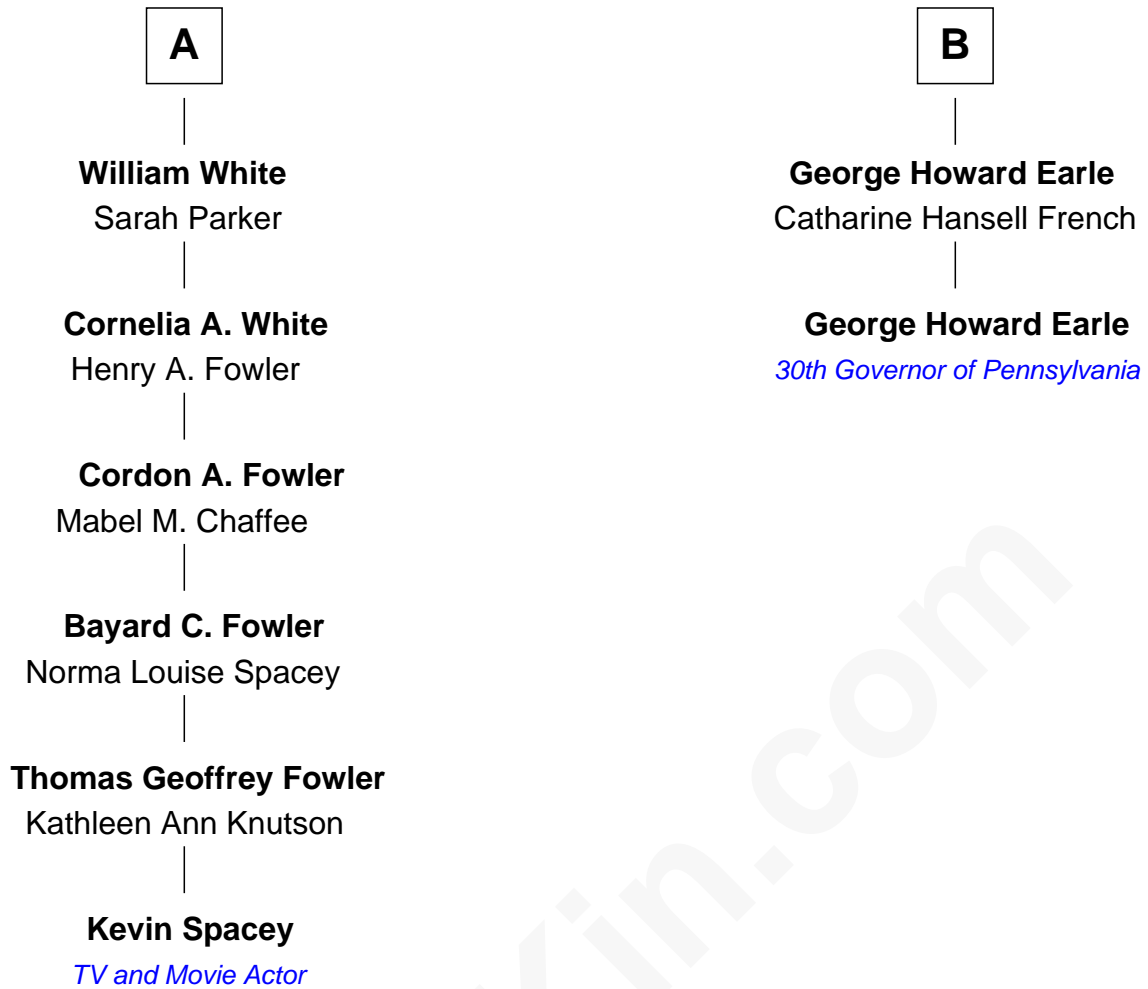 A
William White
Sarah Parker
Cornelia A. White
Henry A. Fowler
Cordon A. Fowler
Mabel M. Chaffee
Bayard C. Fowler
Norma Louise Spacey
Thomas Geoffrey Fowler
Kathleen Ann Knutson
Kevin Spacey
TV and Movie Actor
B
George Howard Earle
Catharine Hansell French
George Howard Earle
30th Governor of Pennsylvania